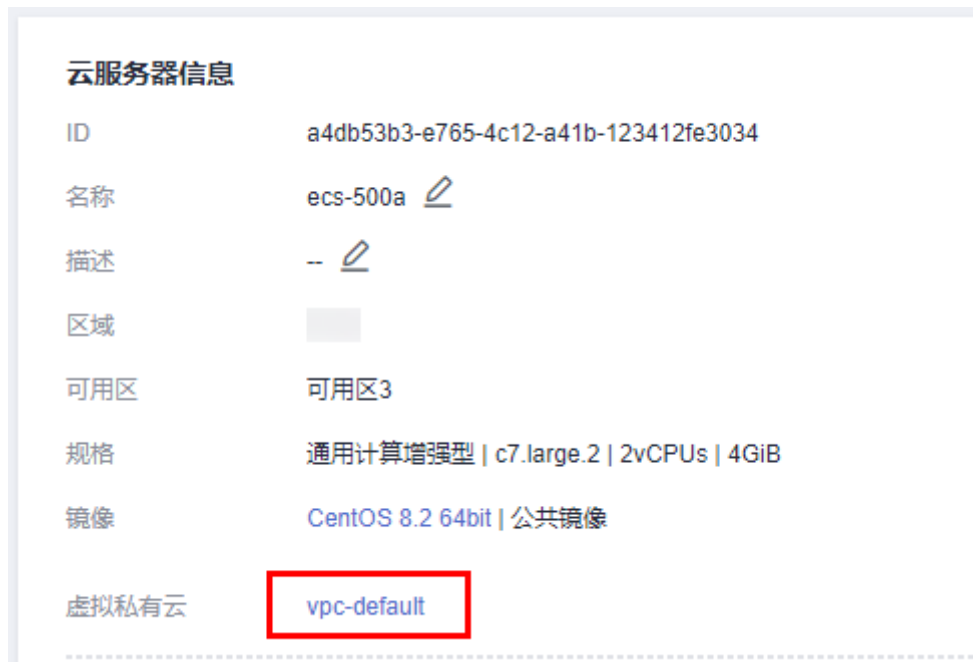 云服务器信息
ID a4db53b3-e765-4c12-a41b-123412fe3034
名称 ecs-500a
描述 --
区域
可用区 可用区3
规格 通用计算增强型 | c7.large.2 | 2vCPUs | 4GiB
镜像 CentOS 8.2 64bit | 公共镜像
虚拟私有云 vpc-default